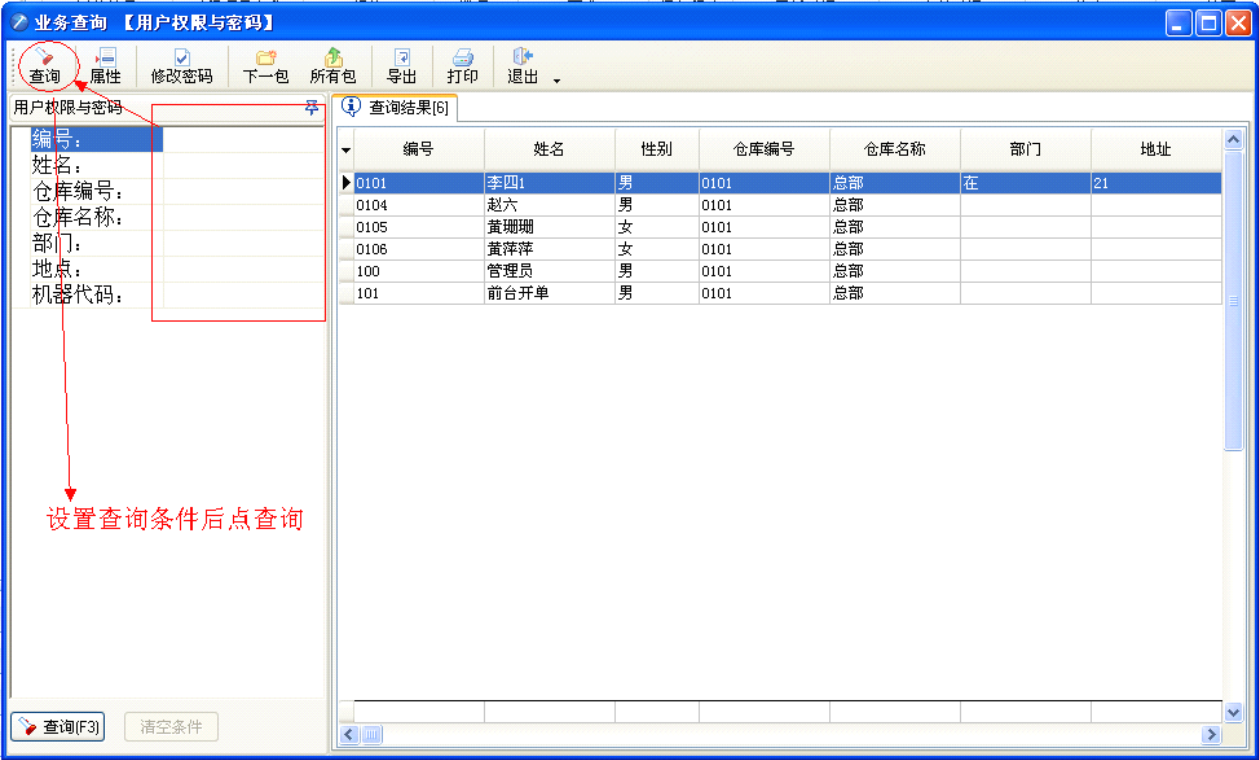 业务查询 【用户权限与密码】
查询 属性 修改密码 下一包 所有包 导出 打印 退出
用户权限与密码
编号：
姓名：
仓库编号：
仓库名称：
部门：
地点：
机器代码：
设置查询条件后点查询
查询(F3) 清空条件
查询结果[6]
编号 姓名 性别 仓库编号 仓库名称 部门 地址
0101 李四1 男 0101 总部 在 21
0104 赵六 男 0101 总部
0105 黄珊珊 女 0101 总部
0106 黄萍萍 女 0101 总部
100 管理员 男 0101 总部
101 前台开单 男 0101 总部